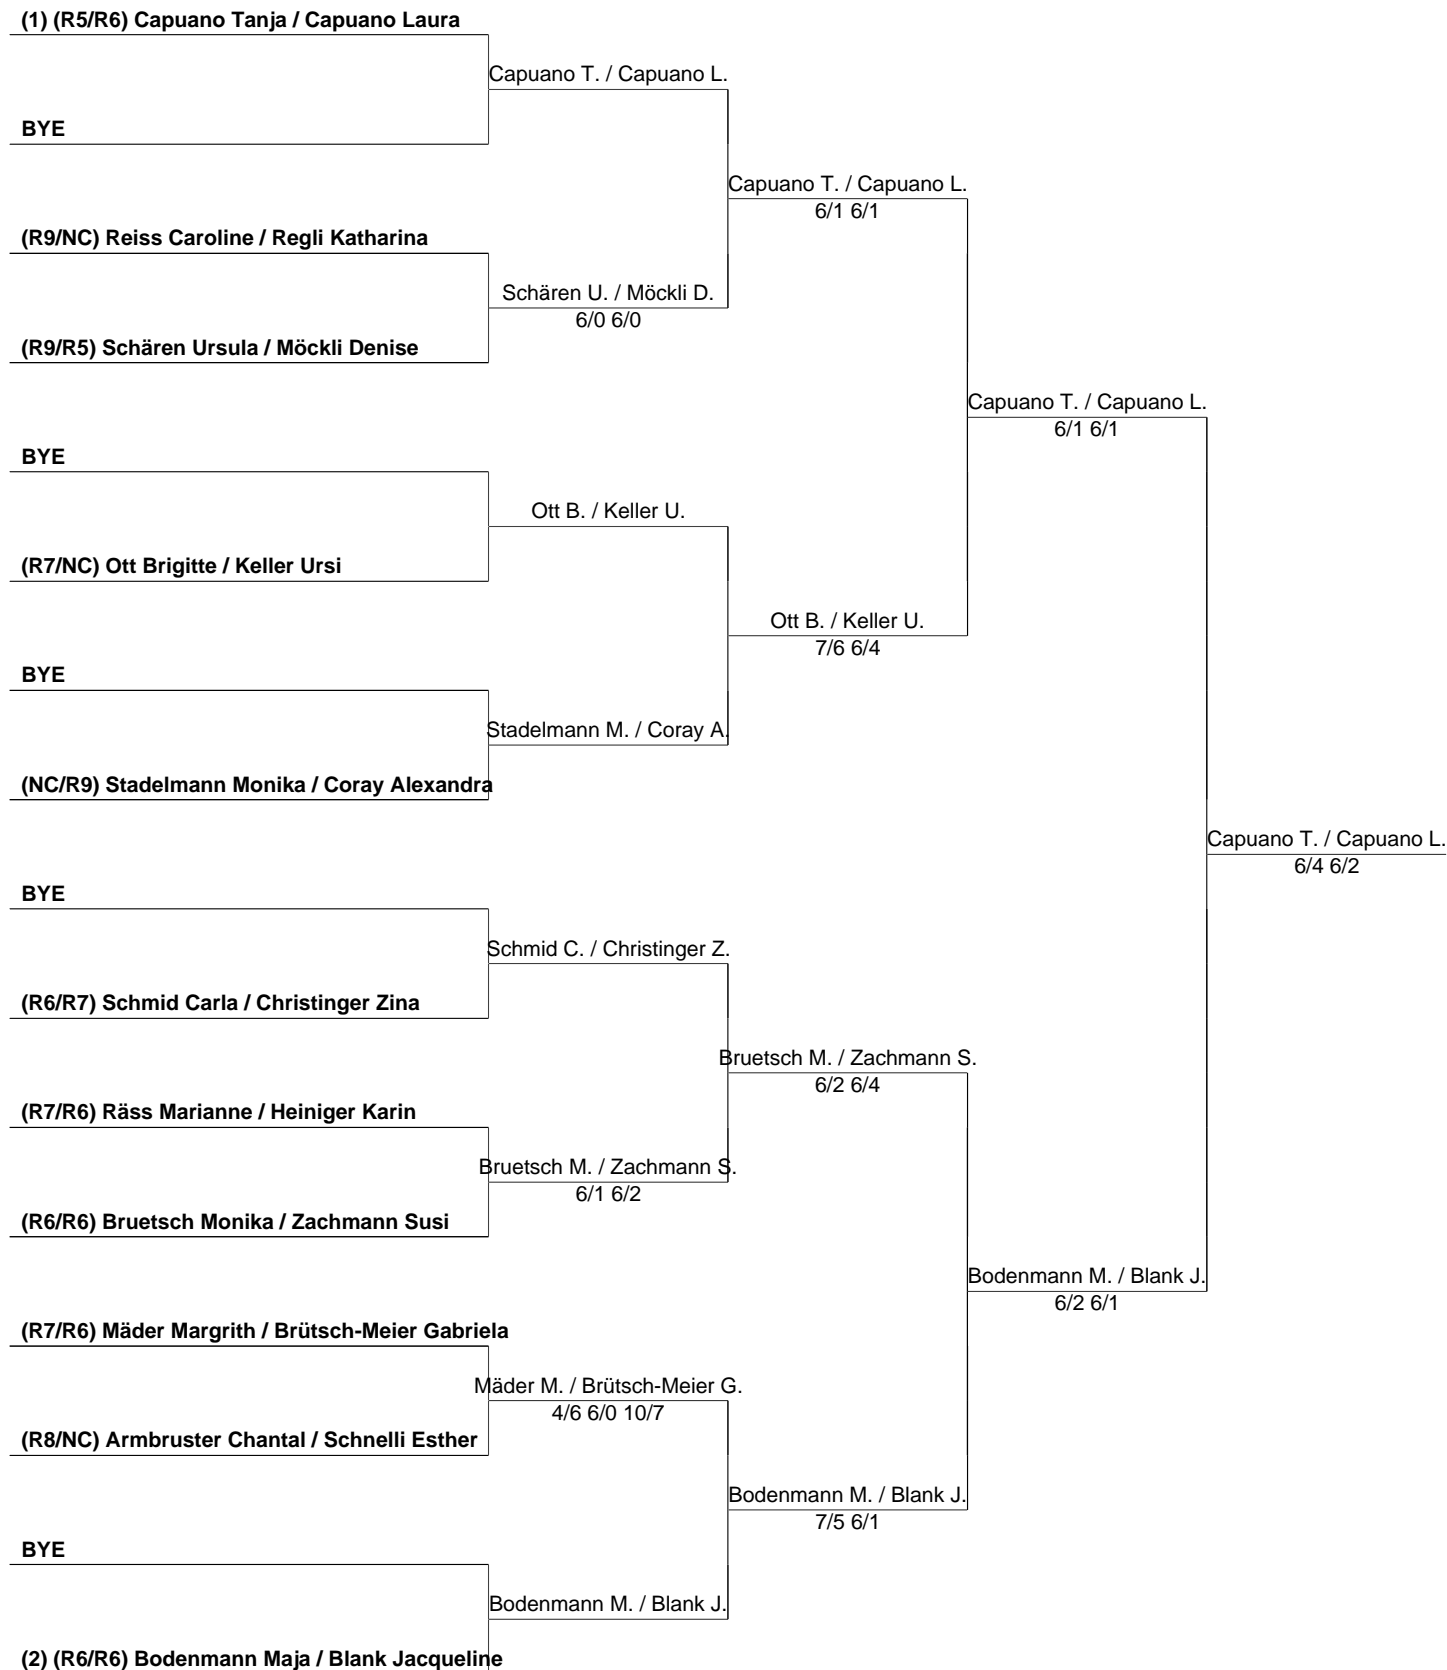 (1) (R5/R6) Capuano Tanja / Capuano Laura
Capuano T. / Capuano L.
BYE
Capuano T. / Capuano L.
6/1 6/1
(R9/NC) Reiss Caroline / Regli Katharina
Schären U. / Möckli D.
6/0 6/0
(R9/R5) Schären Ursula / Möckli Denise
Capuano T. / Capuano L.
6/1 6/1
BYE
Ott B. / Keller U.
(R7/NC) Ott Brigitte / Keller Ursi
Ott B. / Keller U.
7/6 6/4
BYE
Stadelmann M. / Coray A.
(NC/R9) Stadelmann Monika / Coray Alexandra
Capuano T. / Capuano L.
6/4 6/2
BYE
Schmid C. / Christinger Z.
(R6/R7) Schmid Carla / Christinger Zina
Bruetsch M. / Zachmann S.
6/2 6/4
(R7/R6) Räss Marianne / Heiniger Karin
Bruetsch M. / Zachmann S.
6/1 6/2
(R6/R6) Bruetsch Monika / Zachmann Susi
Bodenmann M. / Blank J.
6/2 6/1
(R7/R6) Mäder Margrith / Brütsch-Meier Gabriela
Mäder M. / Brütsch-Meier G.
4/6 6/0 10/7
(R8/NC) Armbruster Chantal / Schnelli Esther
Bodenmann M. / Blank J.
7/5 6/1
BYE
Bodenmann M. / Blank J.
(2) (R6/R6) Bodenmann Maja / Blank Jacqueline